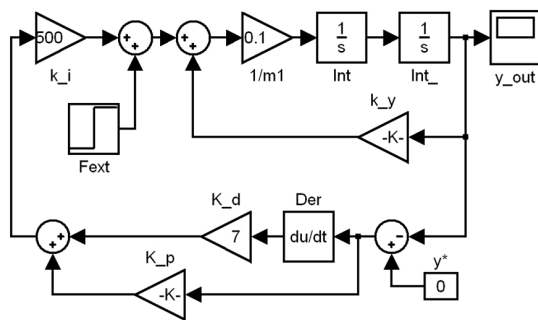 500
+
+
+
+
0.1
1
s
1
s
k_i
1/m1
Int
Int_
y_out
k_y
Fext
-K-
K_d
Der
+
+
7
du/dt
−
+
y*
K_p
0
-K-